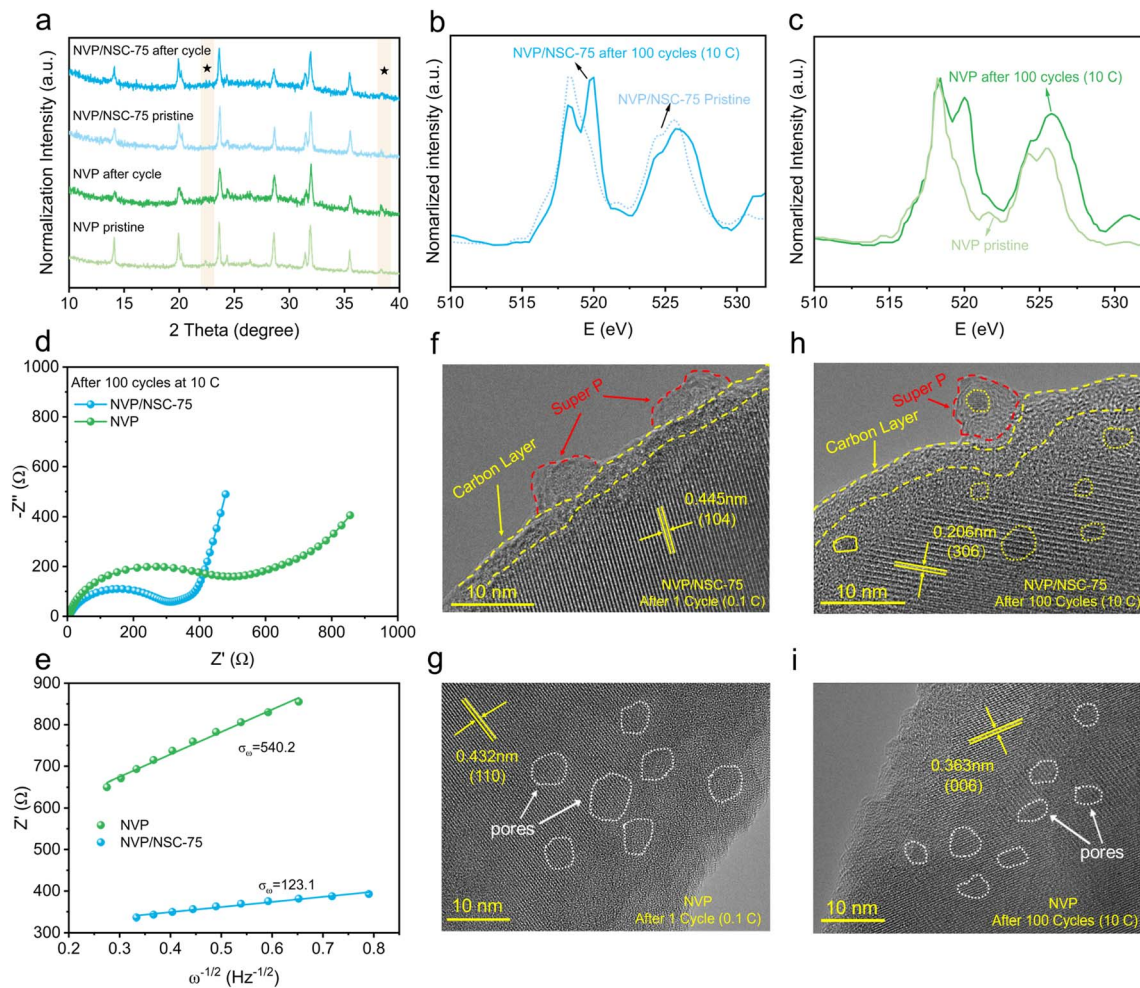 a
Normalization Intensity (a.u.)
NVP/NSC-75 after cycle
★
★
NVP/NSC-75 pristine
NVP after cycle
NVP pristine
10 15 20 25 30 35 40
2 Theta (degree)
b
Nomarlized intensity (a.u.)
NVP/NSC-75 after 100 cycles (10 C)
NVP/NSC-75 Pristine
510 520 530
E (eV)
c
Nomarlized Intensity (a.u.)
NVP after 100 cycles (10 C)
NVP pristine
510 520 530
E (eV)
d
1000
800
600
400
200
0
-Z'' (Ω)
After 100 cycles at 10 C
NVP/NSC-75
NVP
0 200 400 600 800 1000
Z' (Ω)
e
900
800
700
600
500
400
300
Z' (Ω)
σω=540.2
NVP
NVP/NSC-75
σω=123.1
0.2 0.3 0.4 0.5 0.6 0.7 0.8
ω-1/2 (Hz-1/2)
f
Super P
Carbon Layer
0.445nm
(104)
10 nm
NVP/NSC-75
After 1 Cycle (0.1 C)
h
Super P
Carbon Layer
0.206nm
(306)
10 nm
NVP/NSC-75
After 100 Cycles (10 C)
g
0.432nm
(110)
pores
10 nm
NVP
After 1 Cycle (0.1 C)
i
0.363nm
(006)
pores
10 nm
NVP
After 100 Cycles (10 C)